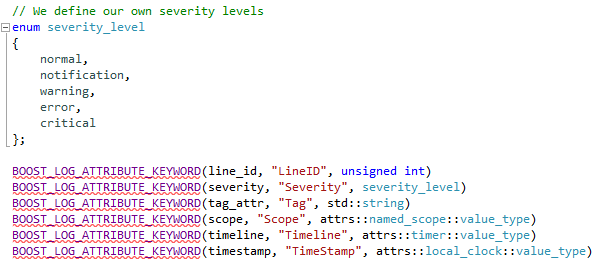 // We define our own severity levels
enum severity_level
{
normal,
notification,
warning,
error,
critical
};
BOOST_LOG_ATTRIBUTE_KEYWORD(line_id, "LineID", unsigned int)
BOOST_LOG_ATTRIBUTE_KEYWORD(severity, "Severity", severity_level)
BOOST_LOG_ATTRIBUTE_KEYWORD(tag_attr, "Tag", std::string)
BOOST_LOG_ATTRIBUTE_KEYWORD(scope, "Scope", attrs::named_scope::value_type)
BOOST_LOG_ATTRIBUTE_KEYWORD(timeline, "Timeline", attrs::timer::value_type)
BOOST_LOG_ATTRIBUTE_KEYWORD(timestamp, "TimeStamp", attrs::local_clock::value_type)